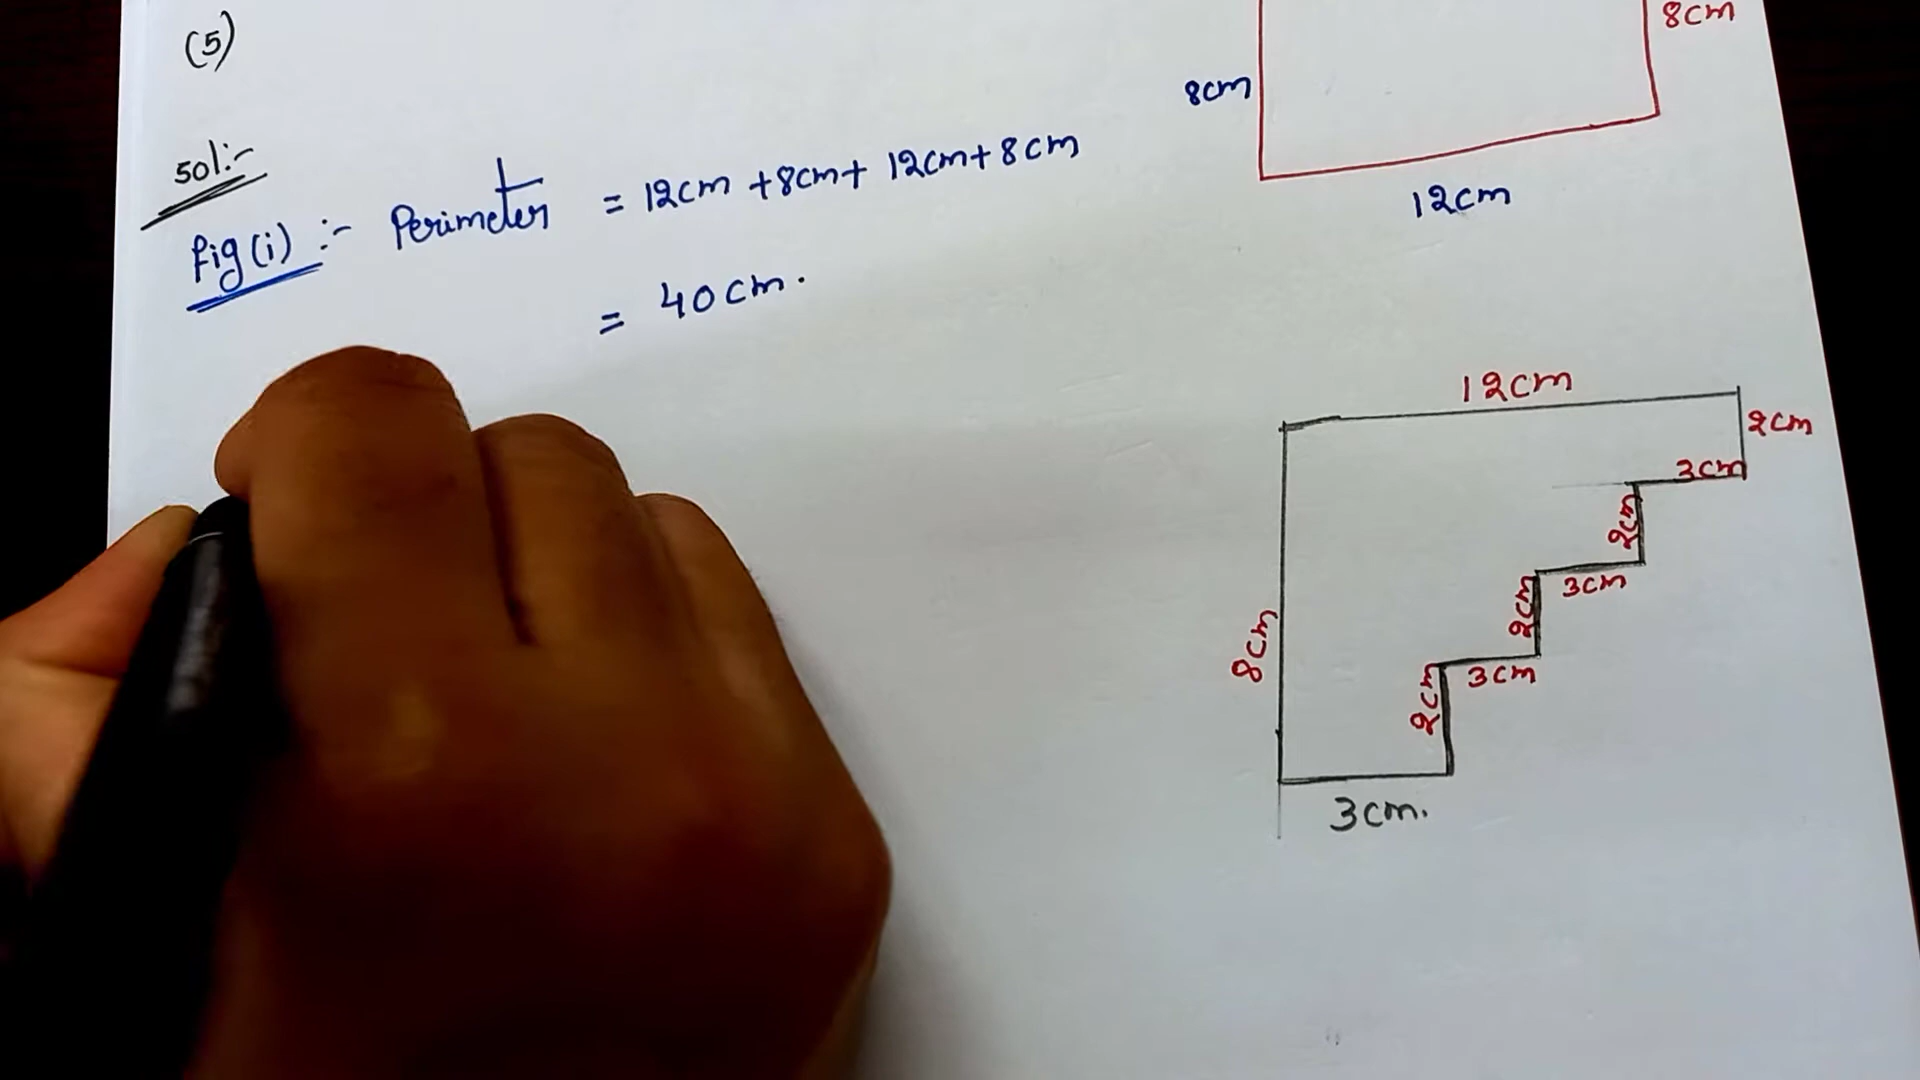 (5)
8cm
8cm
sol:-
fig(i) :- Perimeter = 12cm +8cm+ 12cm+8cm
12cm
= 40cm.
12cm
2cm
3cm
2cm
3cm
2cm
8cm
3cm
2cm
3cm.